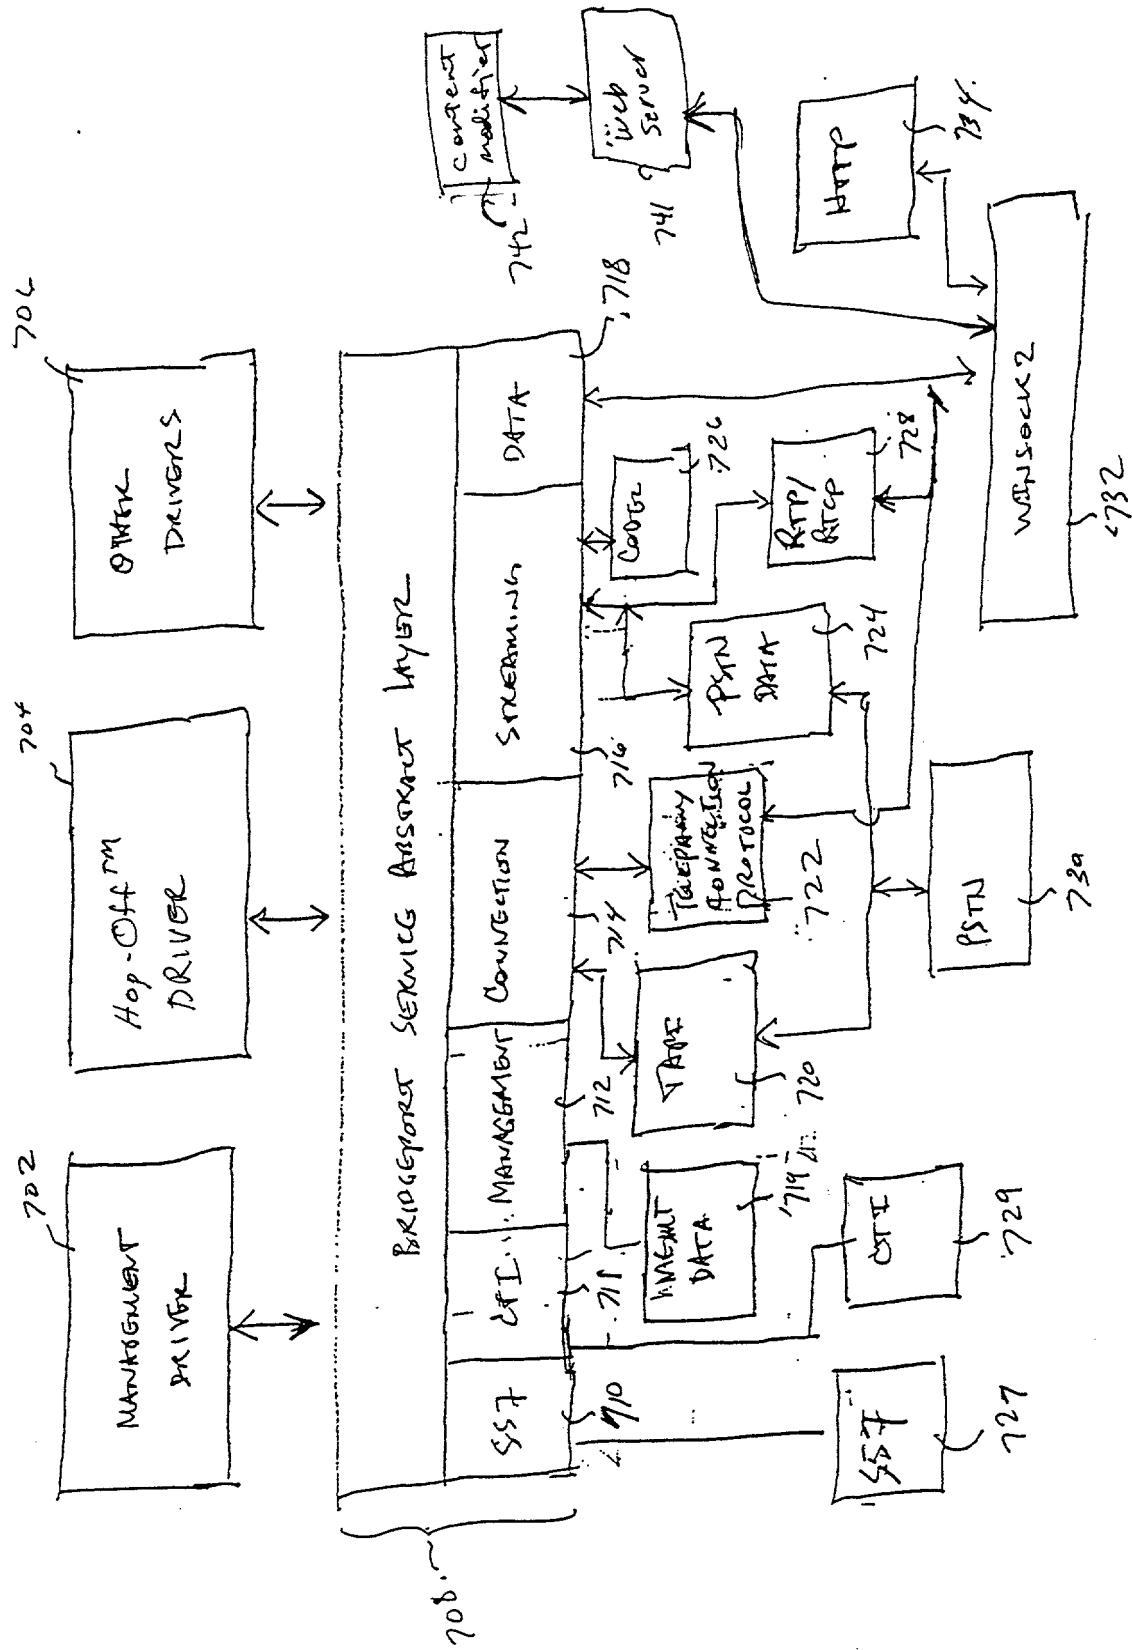 702
MANAGEMENT
DRIVER
704
Hop-Off™
DRIVER
706
OTHER
DRIVERS
708
BRIDGEPORT SERVICE ABSTRACT LAYER
SS7
CTI
MANAGEMENT
CONNECTION
STREAMING
DATA
710
711
712
714
716
718
MGMT
DATA
719
TAPI
720
TELEPHONY
CONNECTION
PROTOCOL
722
PSTN
DATA
724
CODEC
726
RTP/
RTCP
728
SS7
727
CTI
729
PSTN
730
WINSOCK2
732
HTTP
734
Web
Server
741
Content
modifier
742